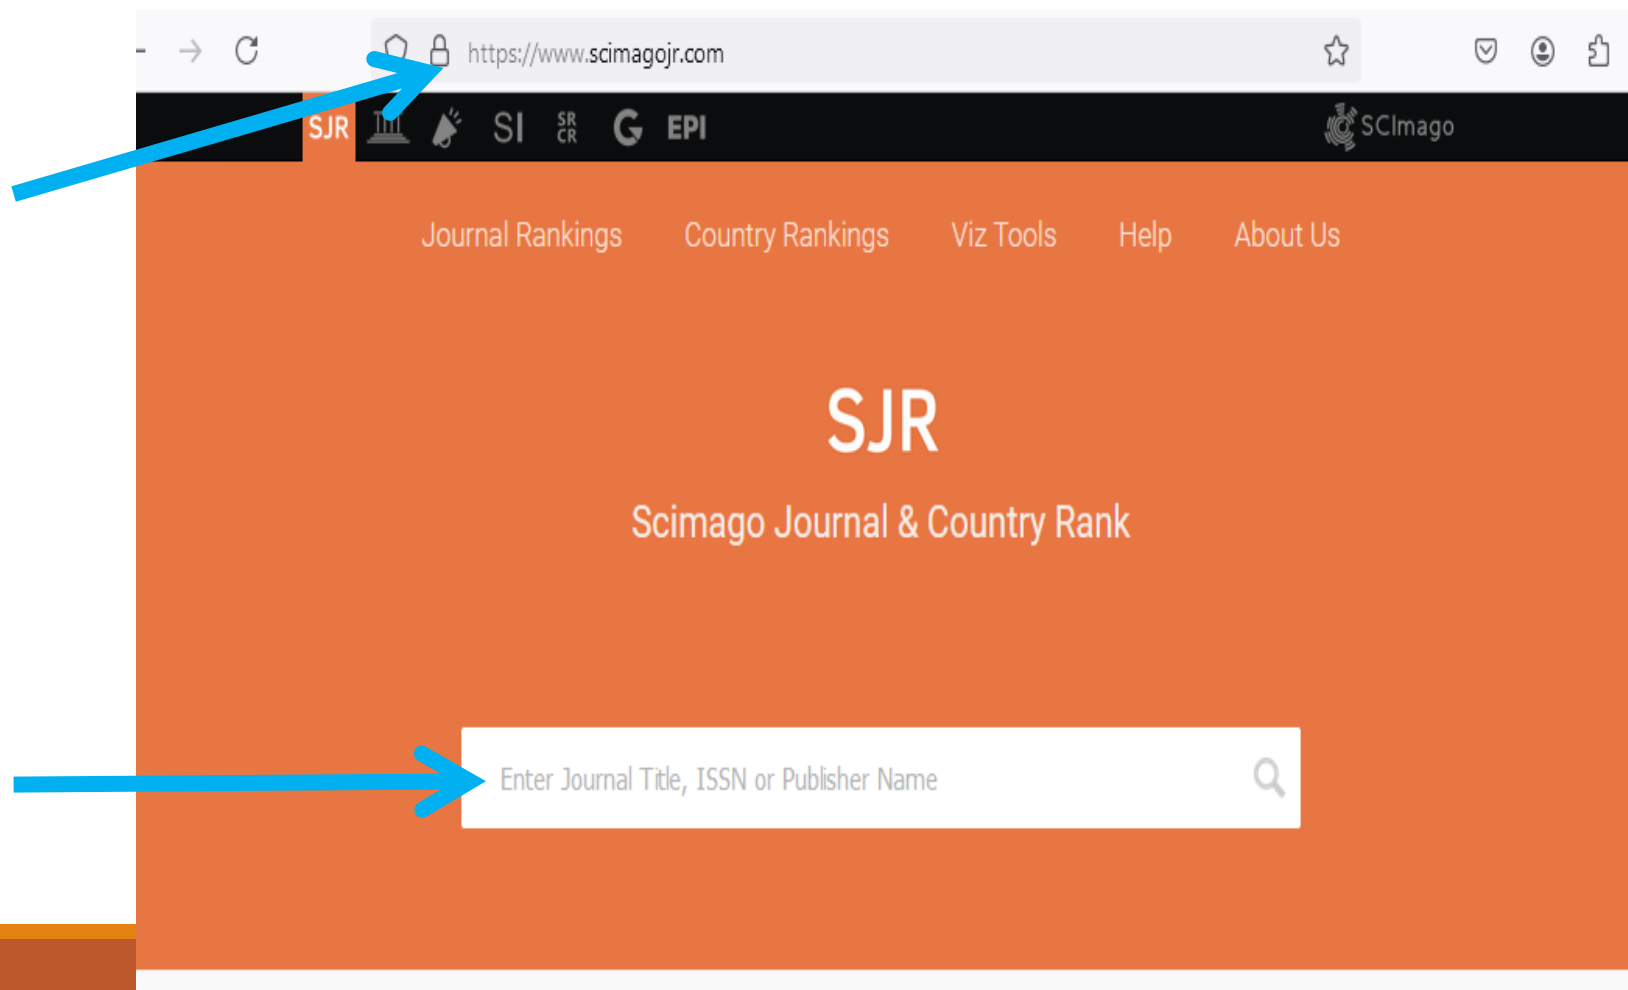 https://www.scimagojr.com
SJR SI SR CR G EPI SCImago
Journal Rankings Country Rankings Viz Tools Help About Us
SJR
Scimago Journal & Country Rank
Enter Journal Title, ISSN or Publisher Name